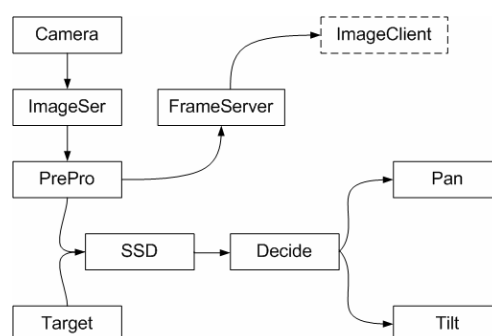 Camera
ImageClient
ImageSer
FrameServer
PrePro
Pan
SSD
Decide
Target
Tilt